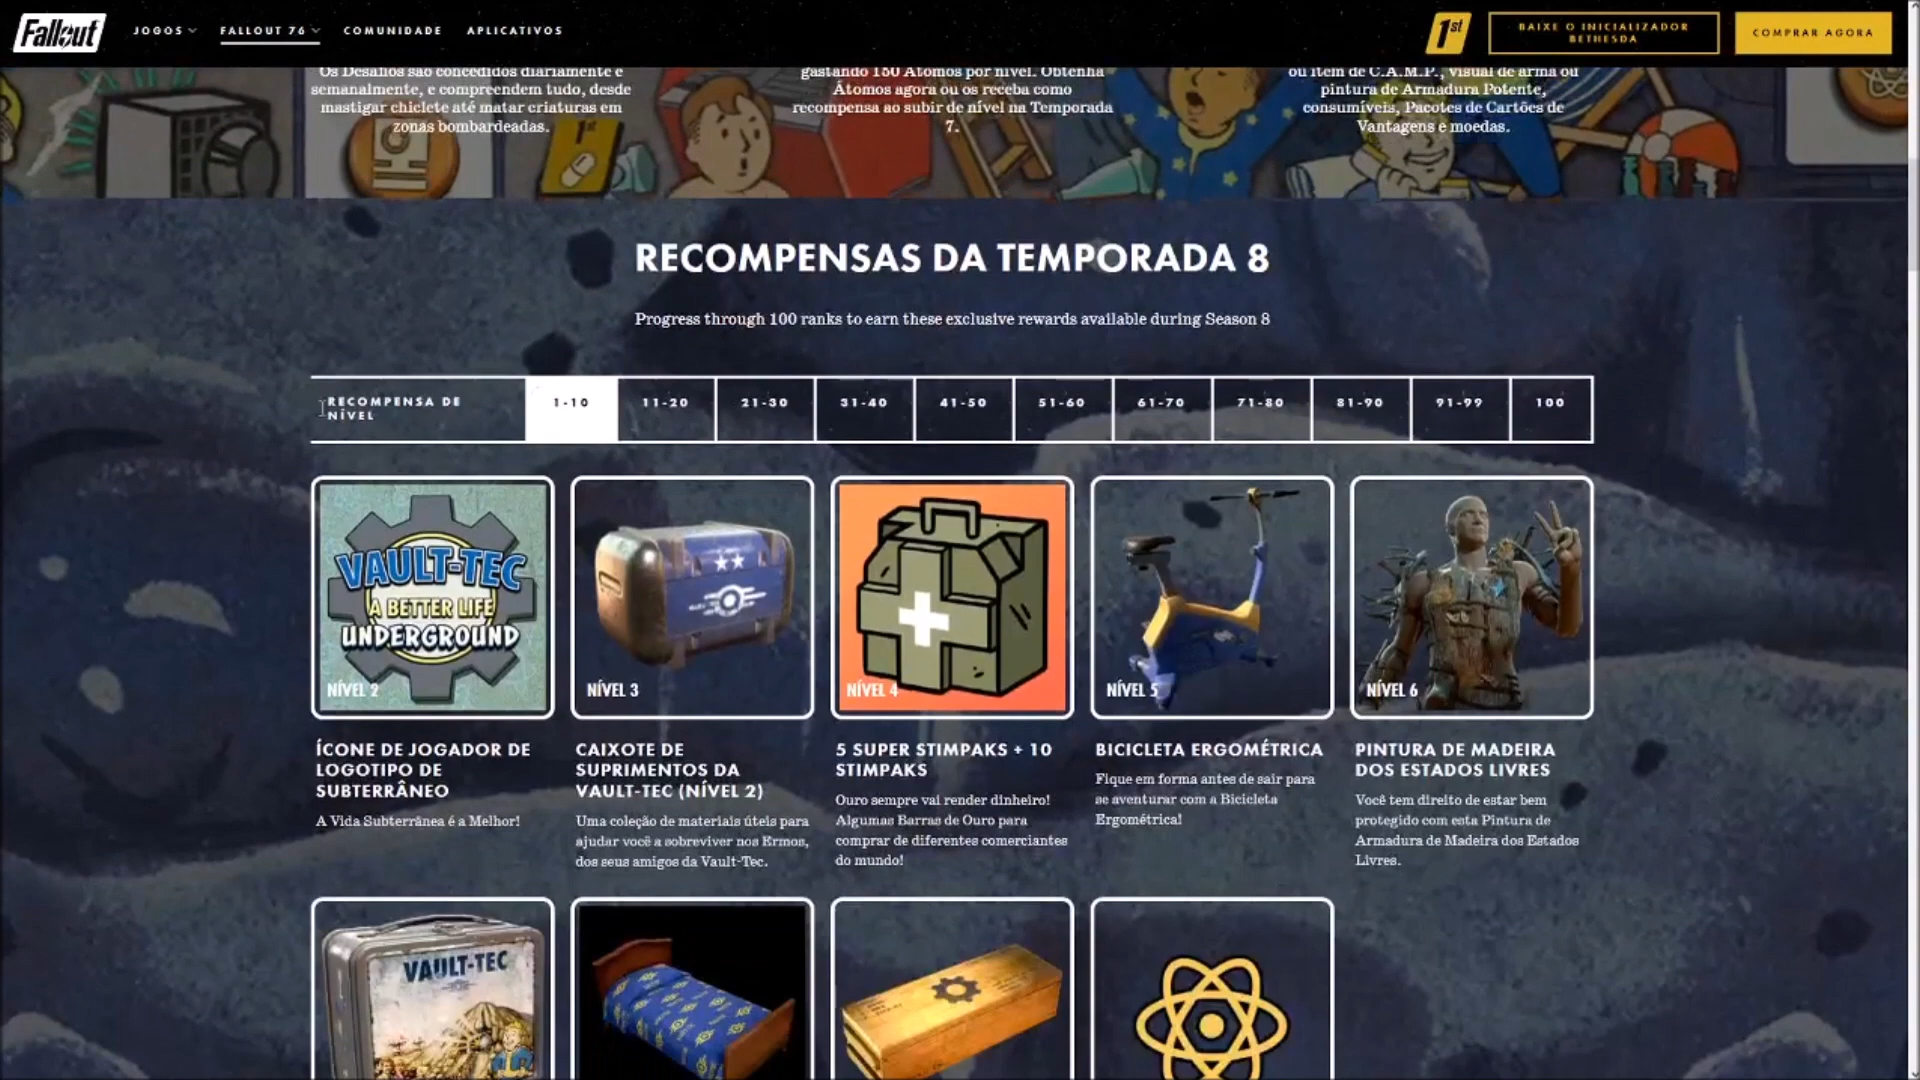 Fallout
JOGOS
FALLOUT 76
COMUNIDADE
APLICATIVOS
1st
BAIXE O INICIALIZADOR
BETHESDA
COMPRAR AGORA
Os Desafios são concedidos diariamente e
semanalmente, e compreendem tudo, desde
mastigar chiclete até matar criaturas em
zonas bombardeadas.
gastando 150 Átomos por nível. Obtenha
Átomos agora ou os receba como
recompensa ao subir de nível na Temporada
7.
ou item de C.A.M.P., visual de arma ou
pintura de Armadura Potente,
consumíveis, Pacotes de Cartões de
Vantagens e moedas.
1st
RECOMPENSAS DA TEMPORADA 8
Progress through 100 ranks to earn these exclusive rewards available during Season 8
RECOMPENSA DE
NÍVEL
1-10
11-20
21-30
31-40
41-50
51-60
61-70
71-80
81-90
91-99
100
VAULT-TEC
A BETTER LIFE
UNDERGROUND
NÍVEL 2
NÍVEL 3
NÍVEL 4
NÍVEL 5
NÍVEL 6
ÍCONE DE JOGADOR DE
LOGOTIPO DE
SUBTERRÂNEO
A Vida Subterrânea é a Melhor!
CAIXOTE DE
SUPRIMENTOS DA
VAULT-TEC (NÍVEL 2)
Uma coleção de materiais úteis para
ajudar você a sobreviver nos Ermos,
dos seus amigos da Vault-Tec.
5 SUPER STIMPAKS + 10
STIMPAKS
Ouro sempre vai render dinheiro!
Algumas Barras de Ouro para
comprar de diferentes comerciantes
do mundo!
BICICLETA ERGOMÉTRICA
Fique em forma antes de sair para
se aventurar com a Bicicleta
Ergométrica!
PINTURA DE MADEIRA
DOS ESTADOS LIVRES
Você tem direito de estar bem
protegido com esta Pintura de
Armadura de Madeira dos Estados
Livres.
VAULT-TEC